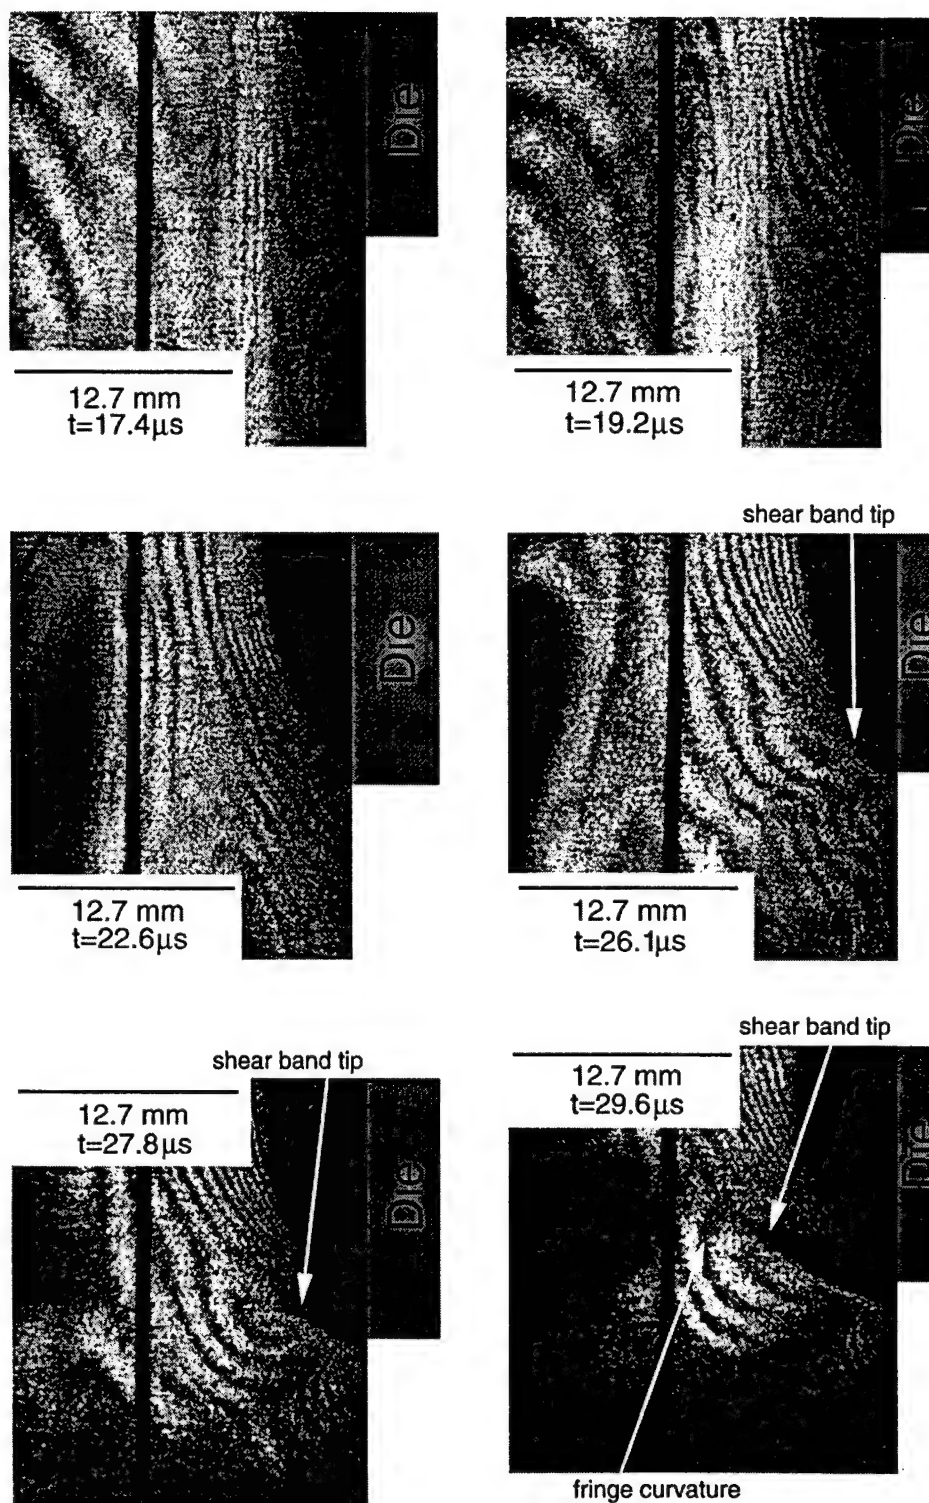 Die
12.7 mm
t=17.4μs
Die
12.7 mm
t=19.2μs
Die
12.7 mm
t=22.6μs
shear band tip
Die
12.7 mm
t=26.1μs
shear band tip
12.7 mm
t=27.8μs
Die
shear band tip
12.7 mm
t=29.6μs
Die
fringe curvature